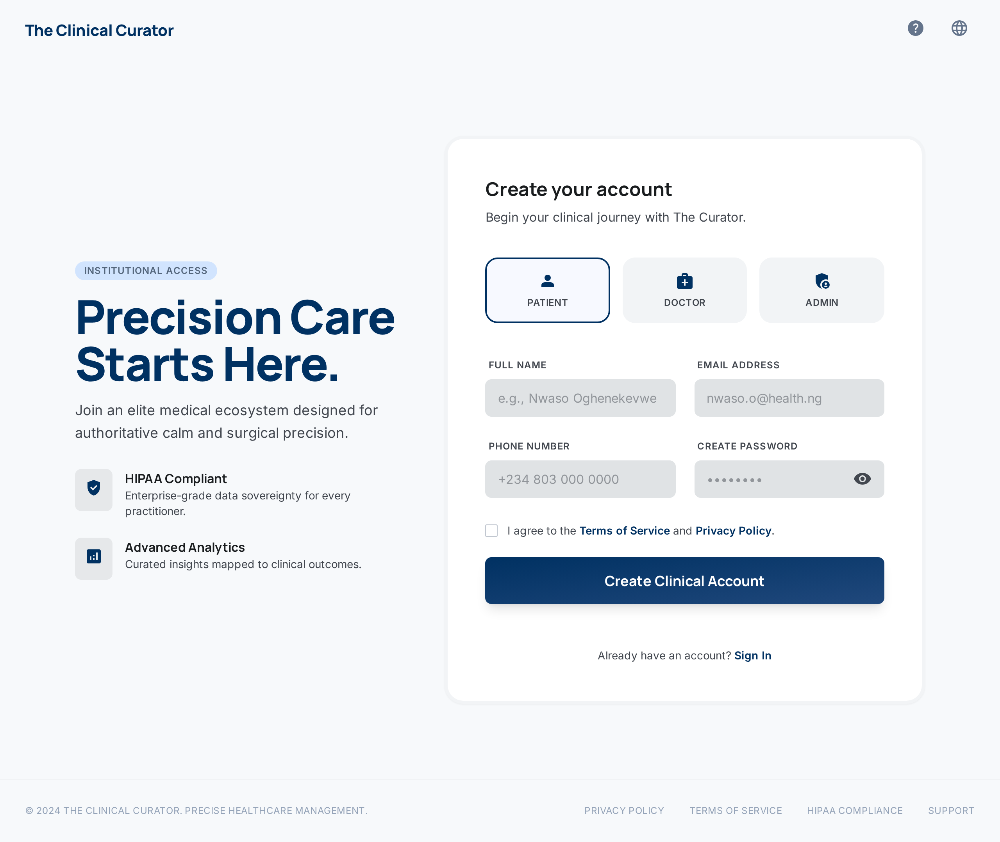 The Clinical Curator
INSTITUTIONAL ACCESS
Precision Care
Starts Here.
Join an elite medical ecosystem designed for
authoritative calm and surgical precision.
HIPAA Compliant
Enterprise-grade data sovereignty for every
practitioner.
Advanced Analytics
Curated insights mapped to clinical outcomes.
Create your account
Begin your clinical journey with The Curator.
PATIENT
DOCTOR
ADMIN
FULL NAME
e.g., Nwaso Oghenekevwe
EMAIL ADDRESS
nwaso.o@health.ng
PHONE NUMBER
+234 803 000 0000
CREATE PASSWORD
••••••••
I agree to the Terms of Service and Privacy Policy.
Create Clinical Account
Already have an account? Sign In
© 2024 THE CLINICAL CURATOR. PRECISE HEALTHCARE MANAGEMENT.
PRIVACY POLICY
TERMS OF SERVICE
HIPAA COMPLIANCE
SUPPORT